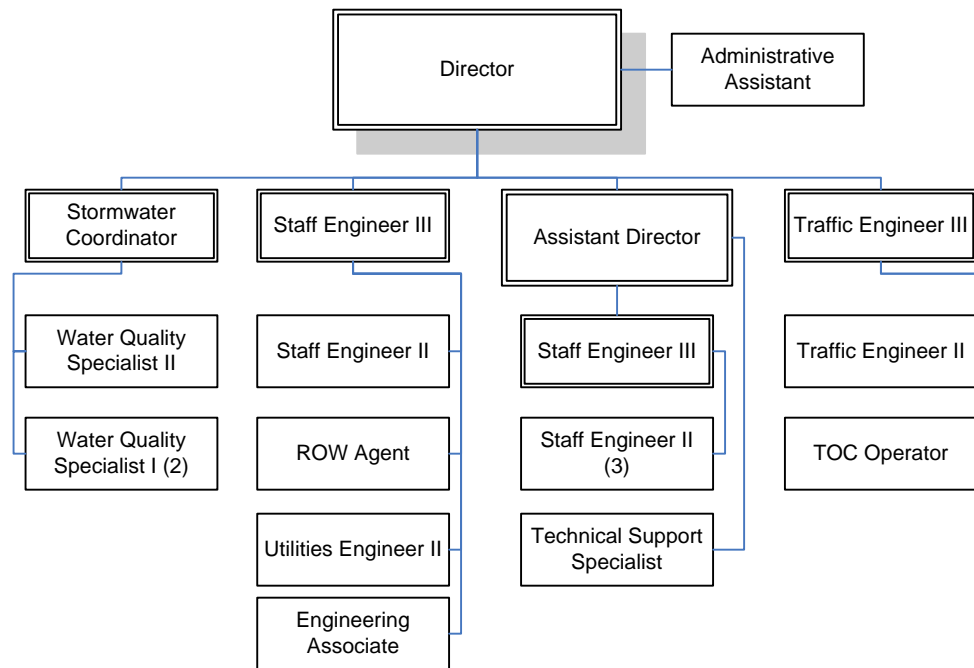 Director
Administrative
Assistant
Stormwater
Coordinator
Staff Engineer III
Assistant Director
Traffic Engineer III
Water Quality
Specialist II
Staff Engineer II
Staff Engineer III
Traffic Engineer II
Water Quality
Specialist I (2)
ROW Agent
Staff Engineer II
(3)
TOC Operator
Utilities Engineer II
Technical Support
Specialist
Engineering
Associate